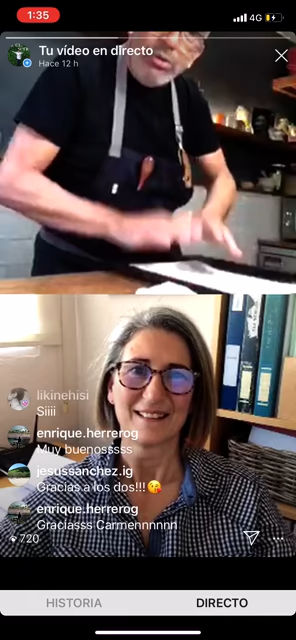 1:35
4G
Tu vídeo en directo
Hace 12 h
likinehisi
Siiii
enrique.herrerog
Muy buenosssss
jesussanchez.ig
Gracias a los dos!!!😘
enrique.herrerog
Graciasss Carmennnnnn
720
HISTORIA
DIRECTO